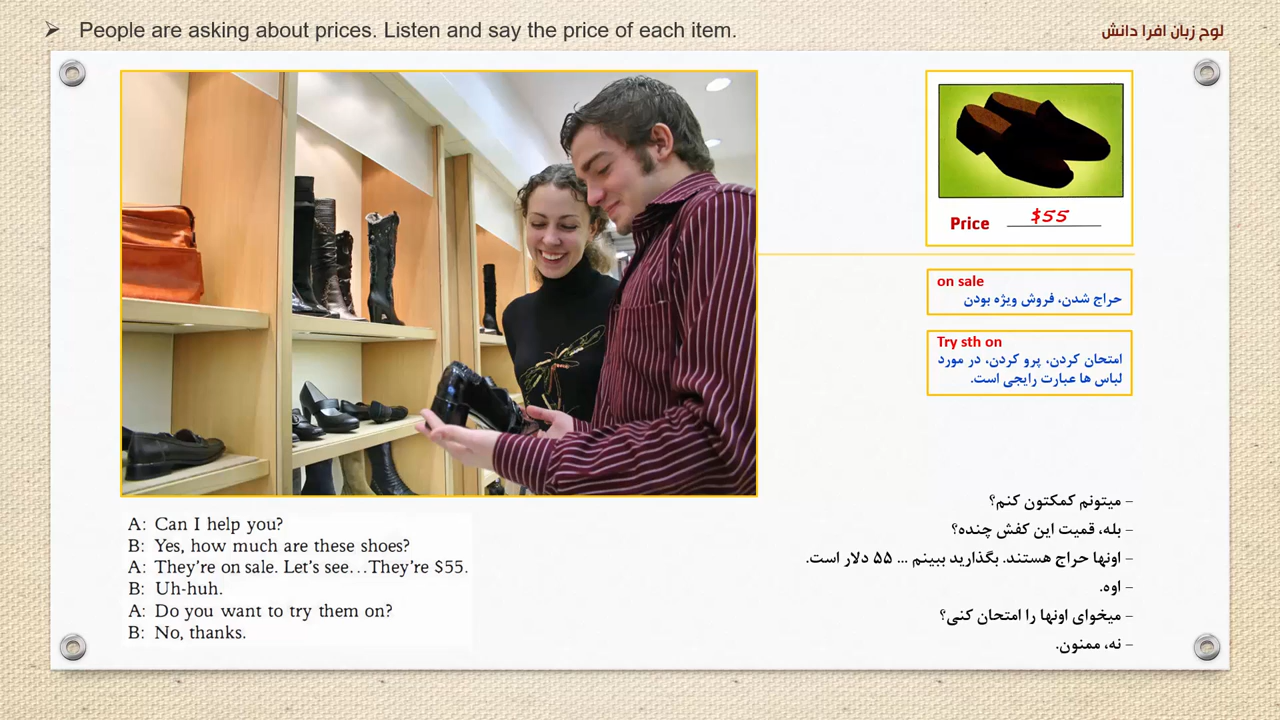 ➢ People are asking about prices. Listen and say the price of each item.
لوح زبان افرا دانش
Price $55
on sale
حراج شدن، فروش ویژه بودن
Try sth on
امتحان کردن، پرو کردن، در مورد
لباس ها عبارت رایجی است.
A: Can I help you?
B: Yes, how much are these shoes?
A: They're on sale. Let's see...They're $55.
B: Uh-huh.
A: Do you want to try them on?
B: No, thanks.
– میتونم کمکتون کنم؟
– بله، قمیت این کفش چنده؟
– اونها حراج هستند. بگذارید ببینم ... ۵۵ دلار است.
– اوه.
– میخوای اونها را امتحان کنی؟
– نه، ممنون.